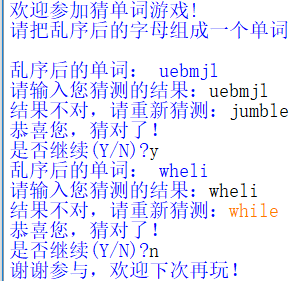 欢迎参加猜单词游戏!
请把乱序后的字母组成一个单词
乱序后的单词： uebmjl
请输入您猜测的结果：uebmjl
结果不对，请重新猜测：jumble
恭喜您，猜对了!
是否继续(Y/N)?y
乱序后的单词： wheli
请输入您猜测的结果：wheli
结果不对，请重新猜测：while
恭喜您，猜对了!
是否继续(Y/N)?n
谢谢参与，欢迎下次再玩!